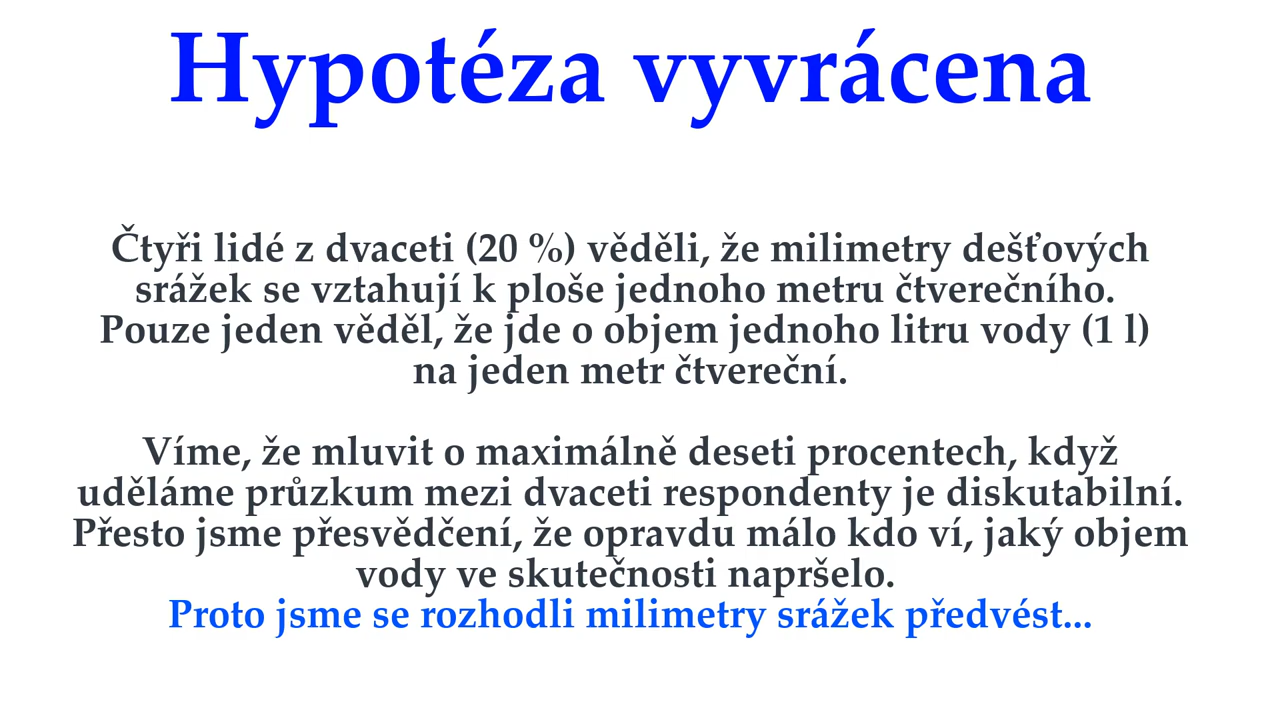 Hypotéza vyvrácena
Čtyři lidé z dvaceti (20 %) věděli, že milimetry dešťových
srážek se vztahují k ploše jednoho metru čtverečního.
Pouze jeden věděl, že jde o objem jednoho litru vody (1 l)
na jeden metr čtvereční.
Víme, že mluvit o maximálně deseti procentech, když
uděláme průzkum mezi dvaceti respondenty je diskutabilní.
Přesto jsme přesvědčení, že opravdu málo kdo ví, jaký objem
vody ve skutečnosti napršelo.
Proto jsme se rozhodli milimetry srážek předvést...